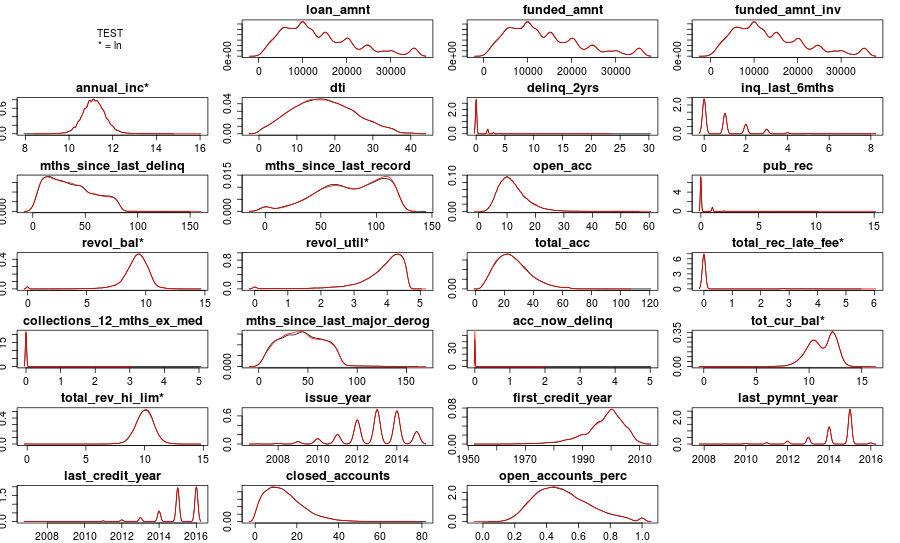 TEST
* = ln
loan_amnt
funded_amnt
funded_amnt_inv
0e+00
0 10000 20000 30000
0e+00
0 10000 20000 30000
0e+00
0 10000 20000 30000
annual_inc*
dti
delinq_2yrs
inq_last_6mths
0.0 0.6
8 10 12 14 16
0.00 0.04
0 10 20 30 40
0.0 2.0
0 5 10 15 20 25 30
0.0 2.0
0 2 4 6 8
mths_since_last_delinq
mths_since_last_record
open_acc
pub_rec
0.000
0 50 100 150
0.000 0.015
0 50 100 150
0.00 0.10
0 10 20 30 40 50 60
0 4
0 5 10 15
revol_bal*
revol_util*
total_acc
total_rec_late_fee*
0.0 0.4
0 5 10 15
0.0 0.8
0 1 2 3 4 5
0.00
0 20 40 60 80 100 120
0 3 6
0 1 2 3 4 5 6
collections_12_mths_ex_med
mths_since_last_major_derog
acc_now_delinq
tot_cur_bal*
0 15
0 1 2 3 4 5
0.000
0 50 100 150
0 30
0 1 2 3 4 5
0.00 0.35
0 5 10 15
total_rev_hi_lim*
issue_year
first_credit_year
last_pymnt_year
0.0 0.4
0 5 10 15
0.0 0.6
2008 2010 2012 2014
0.00 0.08
1950 1970 1990 2010
0.0 2.0
2008 2010 2012 2014 2016
last_credit_year
closed_accounts
open_accounts_perc
0.0 1.5
2008 2010 2012 2014 2016
0.00
0 20 40 60 80
0.0 2.0
0.0 0.2 0.4 0.6 0.8 1.0